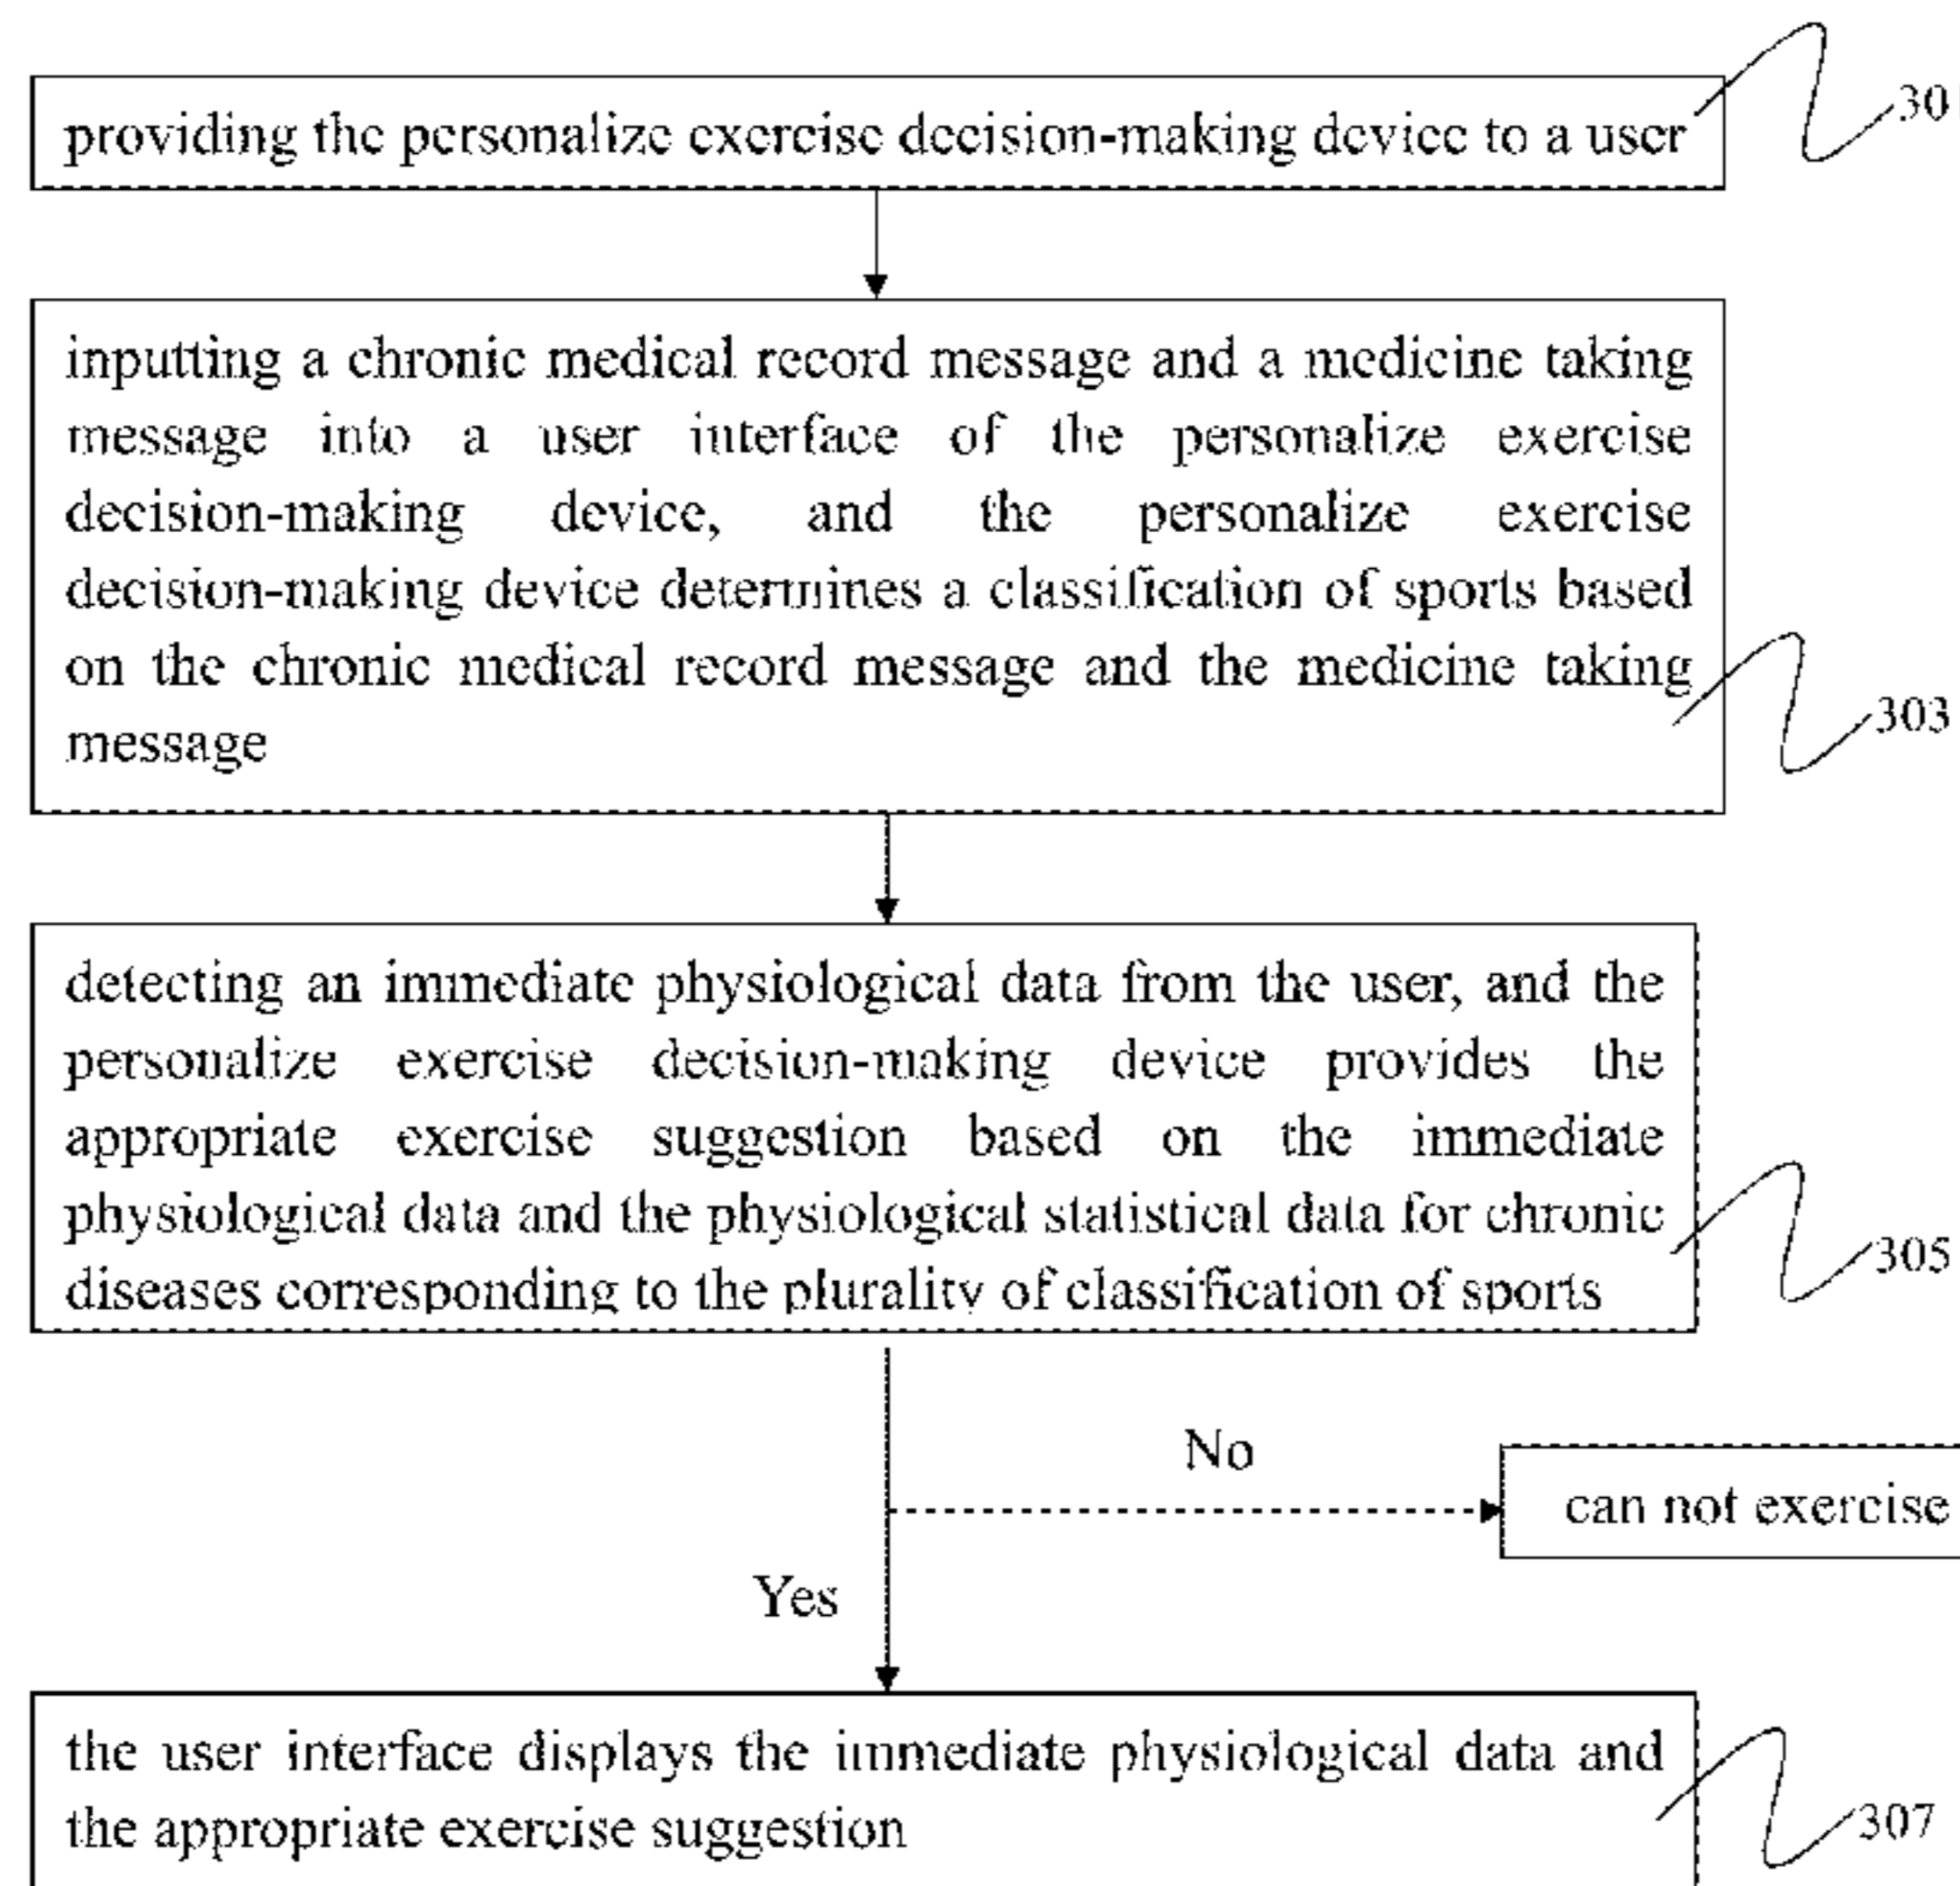 providing the personalize exercise decision-making device to a user
30
inputting a chronic medical record message and a medicine taking
message into a user interface of the personalize exercise
decision-making device, and the personalize exercise
decision-making device determines a classification of sports based
on the chronic medical record message and the medicine taking
message
303
detecting an immediate physiological data from the user, and the
personalize exercise decision-making device provides the
appropriate exercise suggestion based on the immediate
physiological data and the physiological statistical data for chronic
diseases corresponding to the plurality of classification of sports
305
No
can not exercise
Yes
the user interface displays the immediate physiological data and
the appropriate exercise suggestion
307